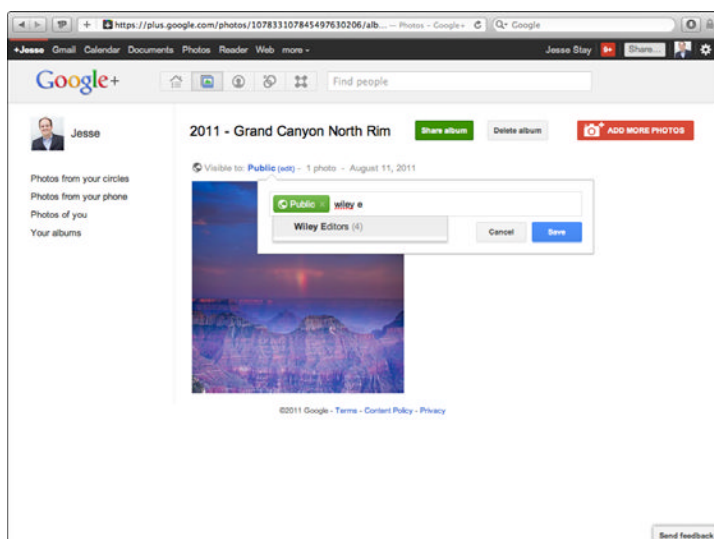 https://plus.google.com/photos/107833107845497630206/alb... — Photos - Google+ C Q- Google
+Jesse Gmail Calendar Documents Photos Reader Web more Jesse Stay 9+ Share...
Google+ Find people
Jesse
2011 - Grand Canyon North Rim Share album Delete album ADD MORE PHOTOS
Visible to: Public (edit) - 1 photo - August 11, 2011
Photos from your circles
Photos from your phone
Photos of you
Your albums
Public × wiley e
Wiley Editors (4)
Cancel Save
©2011 Google - Terms - Content Policy - Privacy
Send feedback